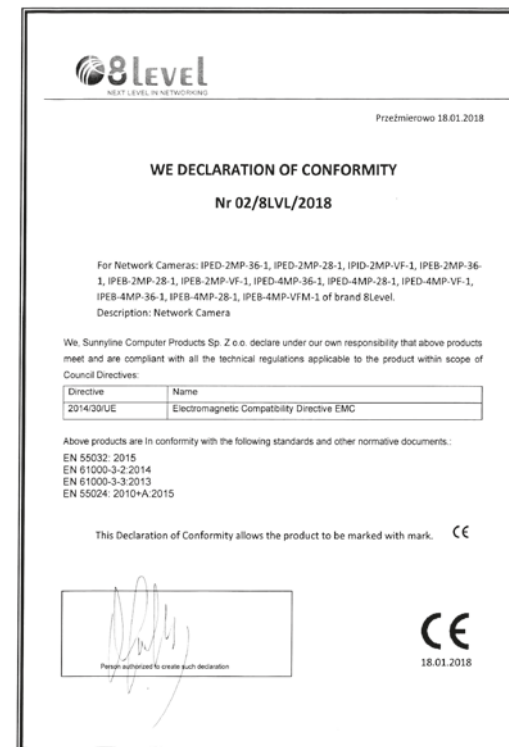 8level
NEXT LEVEL IN NETWORKING
Przeźmierowo 18.01.2018
WE DECLARATION OF CONFORMITY
Nr 02/8LVL/2018
For Network Cameras: IPED-2MP-36-1, IPED-2MP-28-1, IPID-2MP-VF-1, IPEB-2MP-36-
1, IPEB-2MP-28-1, IPEB-2MP-VF-1, IPED-4MP-36-1, IPED-4MP-28-1, IPED-4MP-VF-1,
IPEB-4MP-36-1, IPEB-4MP-28-1, IPEB-4MP-VFM-1 of brand 8Level.
Description: Network Camera
We, Sunnyline Computer Products Sp. Z o.o. declare under our own responsibility that above products
meet and are compliant with all the technical regulations applicable to the product within scope of
Council Directives:
Directive Name
2014/30/UE Electromagnetic Compatibility Directive EMC
Above products are In conformity with the following standards and other normative documents.:
EN 55032: 2015
EN 61000-3-2:2014
EN 61000-3-3:2013
EN 55024: 2010+A:2015
This Declaration of Conformity allows the product to be marked with mark. CE
Person authorized to create such declaration
CE
18.01.2018